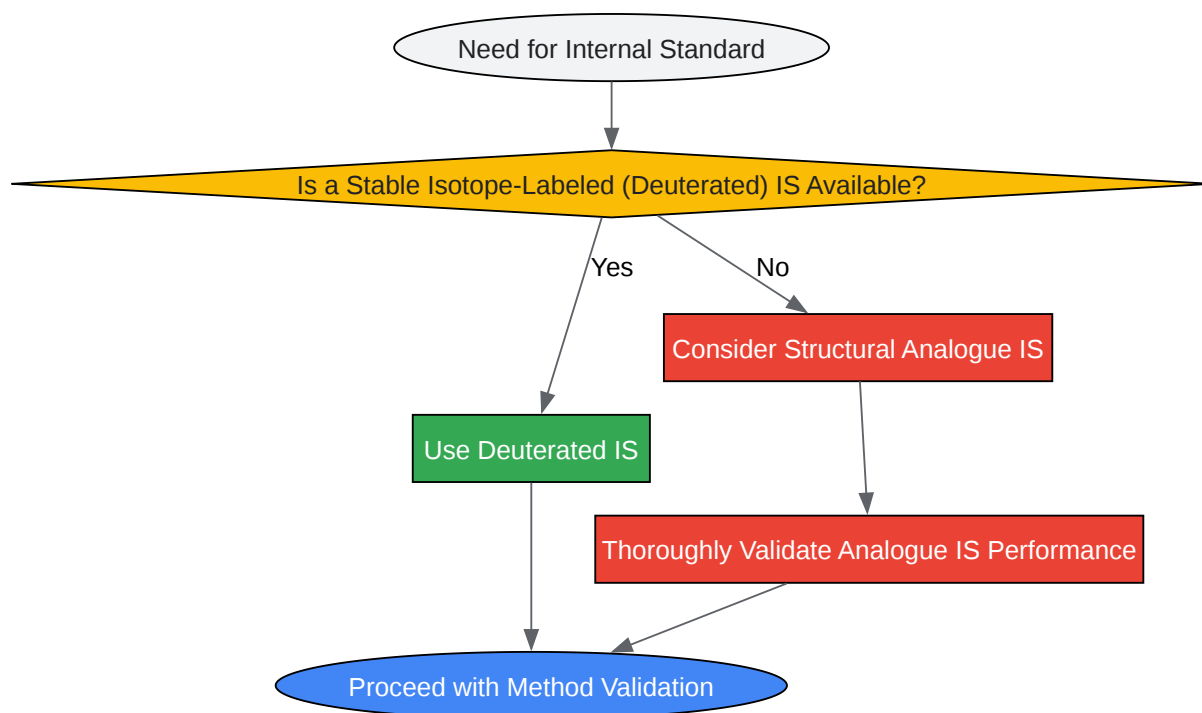 Need for Internal Standard
Is a Stable Isotope-Labeled (Deuterated) IS Available?
Yes
No
Consider Structural Analogue IS
Use Deuterated IS
Thoroughly Validate Analogue IS Performance
Proceed with Method Validation